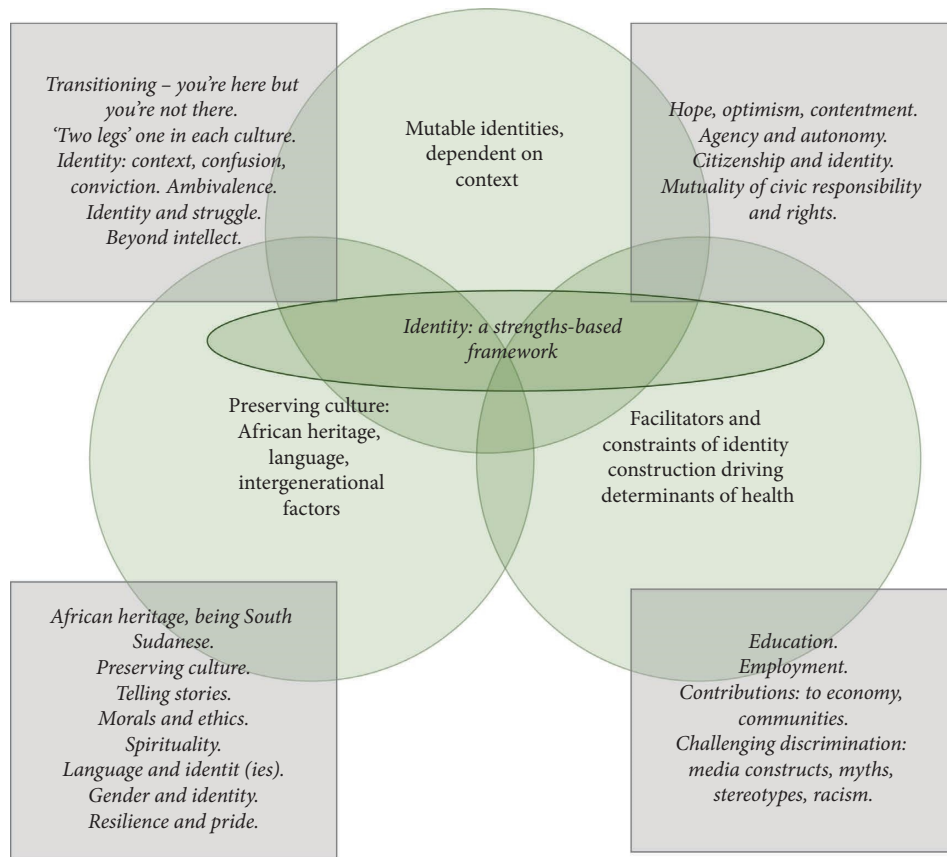 Transitioning – you're here but
you're not there.
'Two legs' one in each culture.
Identity: context, confusion,
conviction. Ambivalence.
Identity and struggle.
Beyond intellect.
Mutable identities,
dependent on
context
Hope, optimism, contentment.
Agency and autonomy.
Citizenship and identity.
Mutuality of civic responsibility
and rights.
Identity: a strengths-based
framework
Preserving culture:
African heritage,
language,
intergenerational
factors
Facilitators and
constraints of identity
construction driving
determinants of health
African heritage, being South
Sudanese.
Preserving culture.
Telling stories.
Morals and ethics.
Spirituality.
Language and identit (ies).
Gender and identity.
Resilience and pride.
Education.
Employment.
Contributions: to economy,
communities.
Challenging discrimination:
media constructs, myths,
stereotypes, racism.